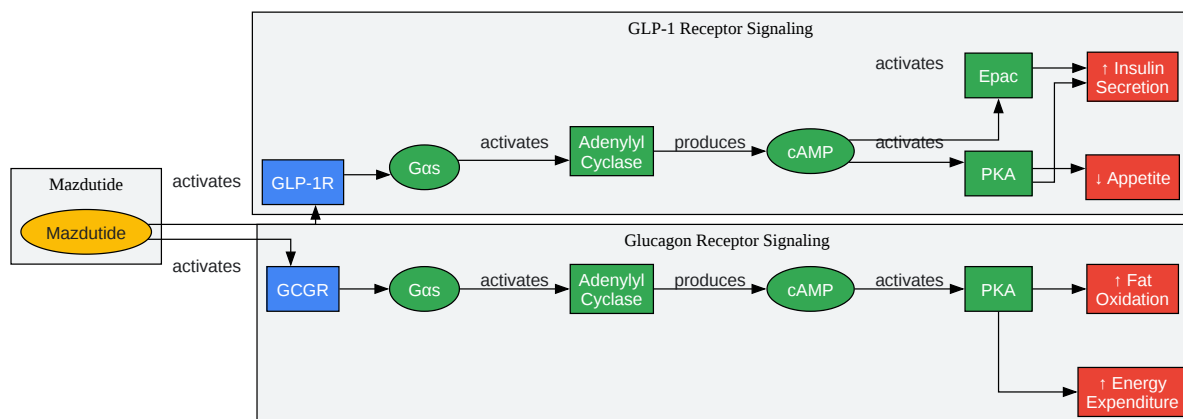 GLP-1 Receptor Signaling
activates
Epac
↑ Insulin
Secretion
activates
Adenylyl
Cyclase
produces
cAMP
activates
Gαs
GLP-1R
PKA
↓ Appetite
Mazdutide
activates
Mazdutide
activates
Glucagon Receptor Signaling
GCGR
Gαs
activates
Adenylyl
Cyclase
produces
cAMP
activates
PKA
↑ Fat
Oxidation
↑ Energy
Expenditure